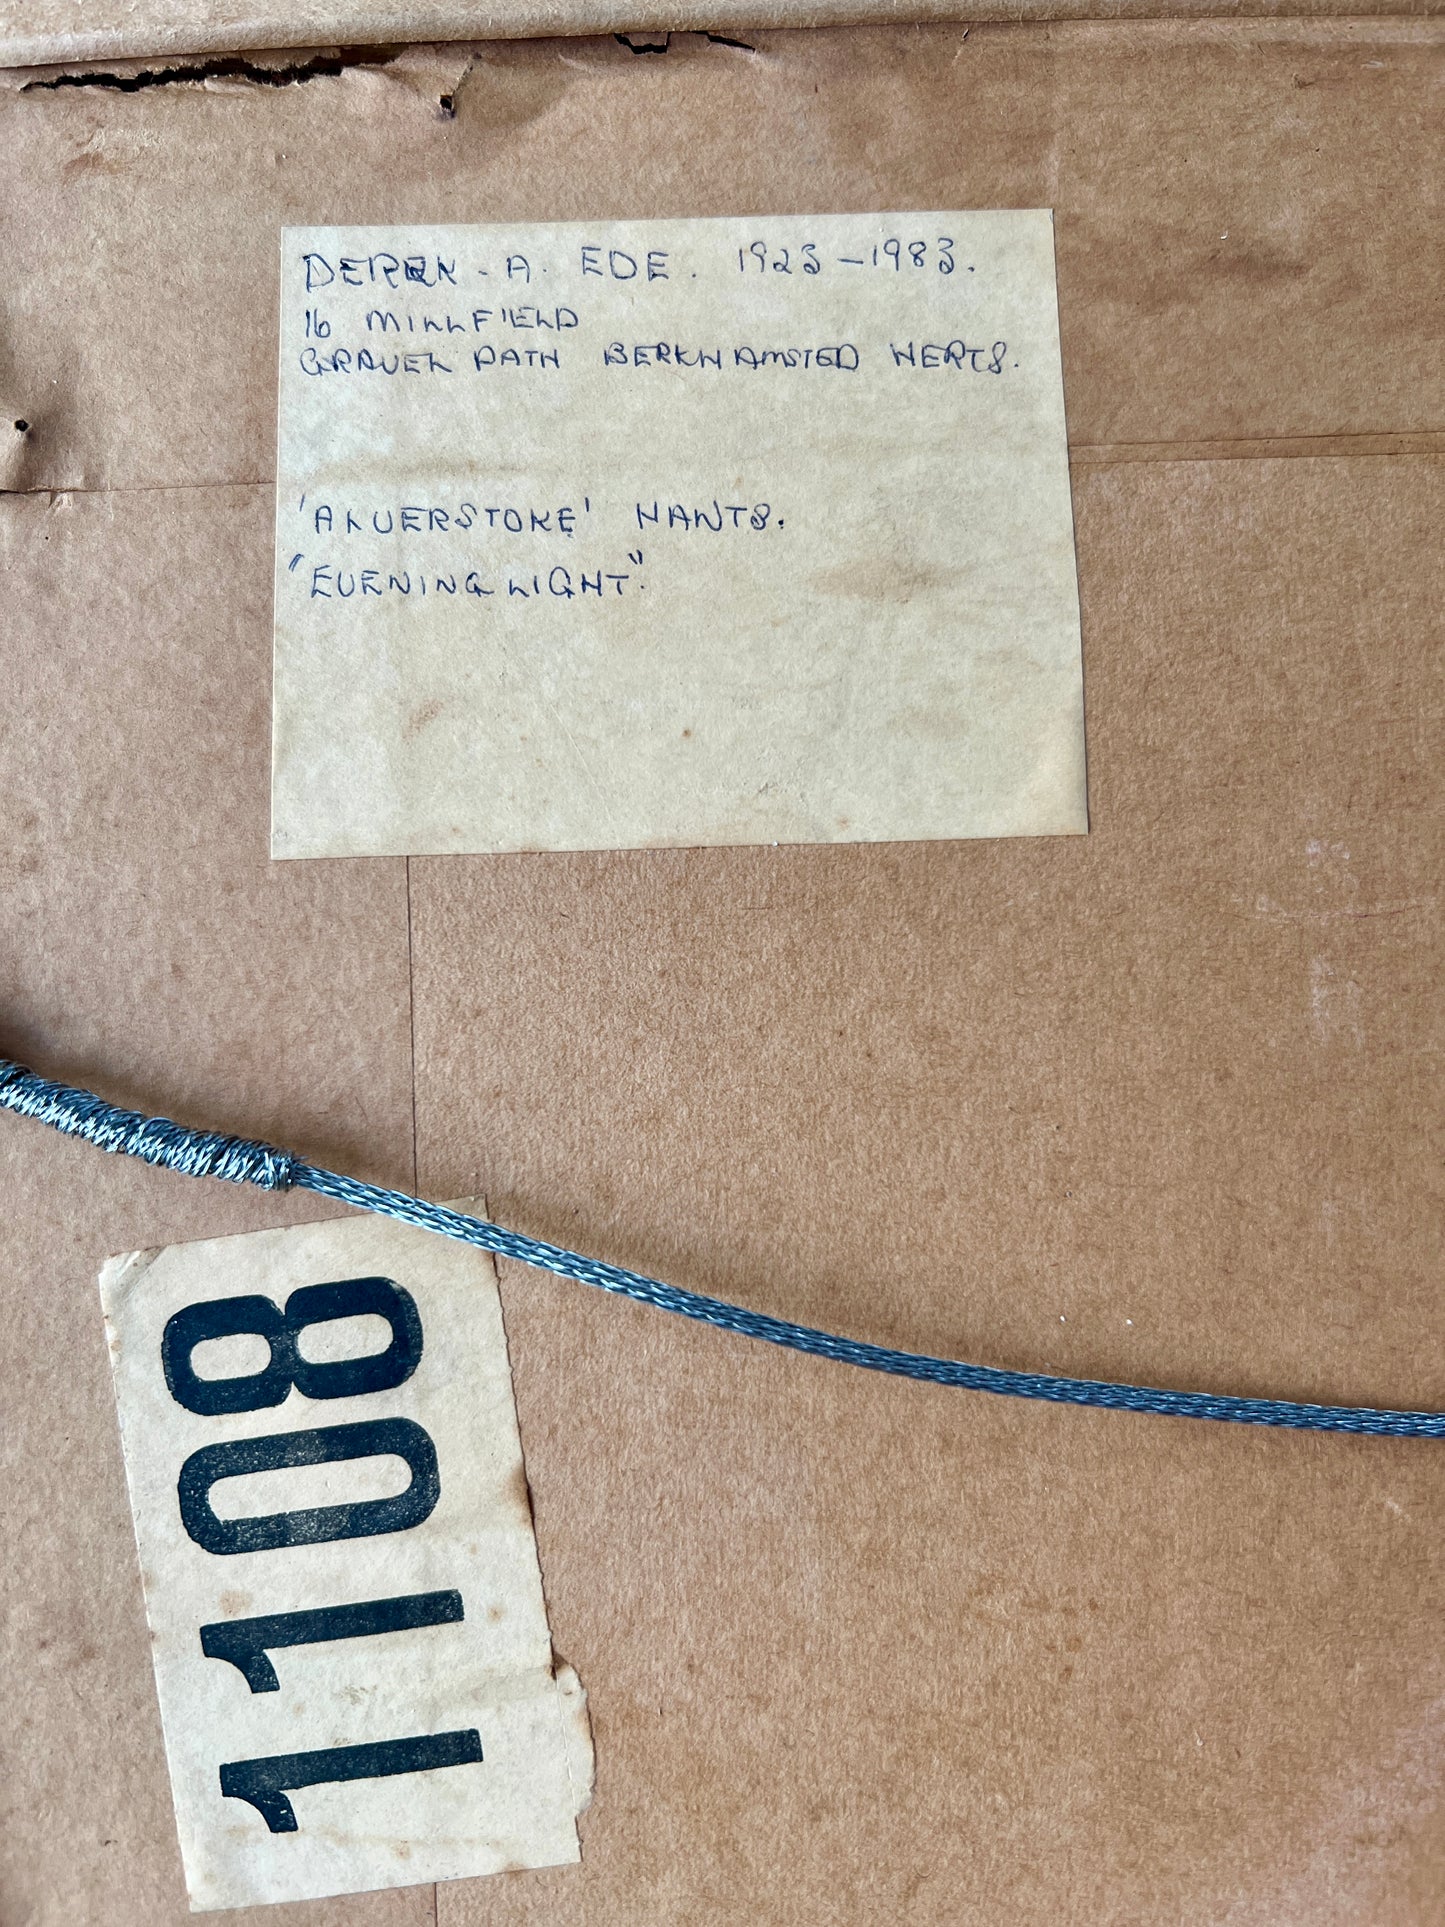 DEREK - A. EDE. 1923-1983.
16 MILLFIELD
GRAVEL PATH BERKHAMSTED HERTS.
'ALVERSTOKE' HANTS.
"EVENING LIGHT".
1108